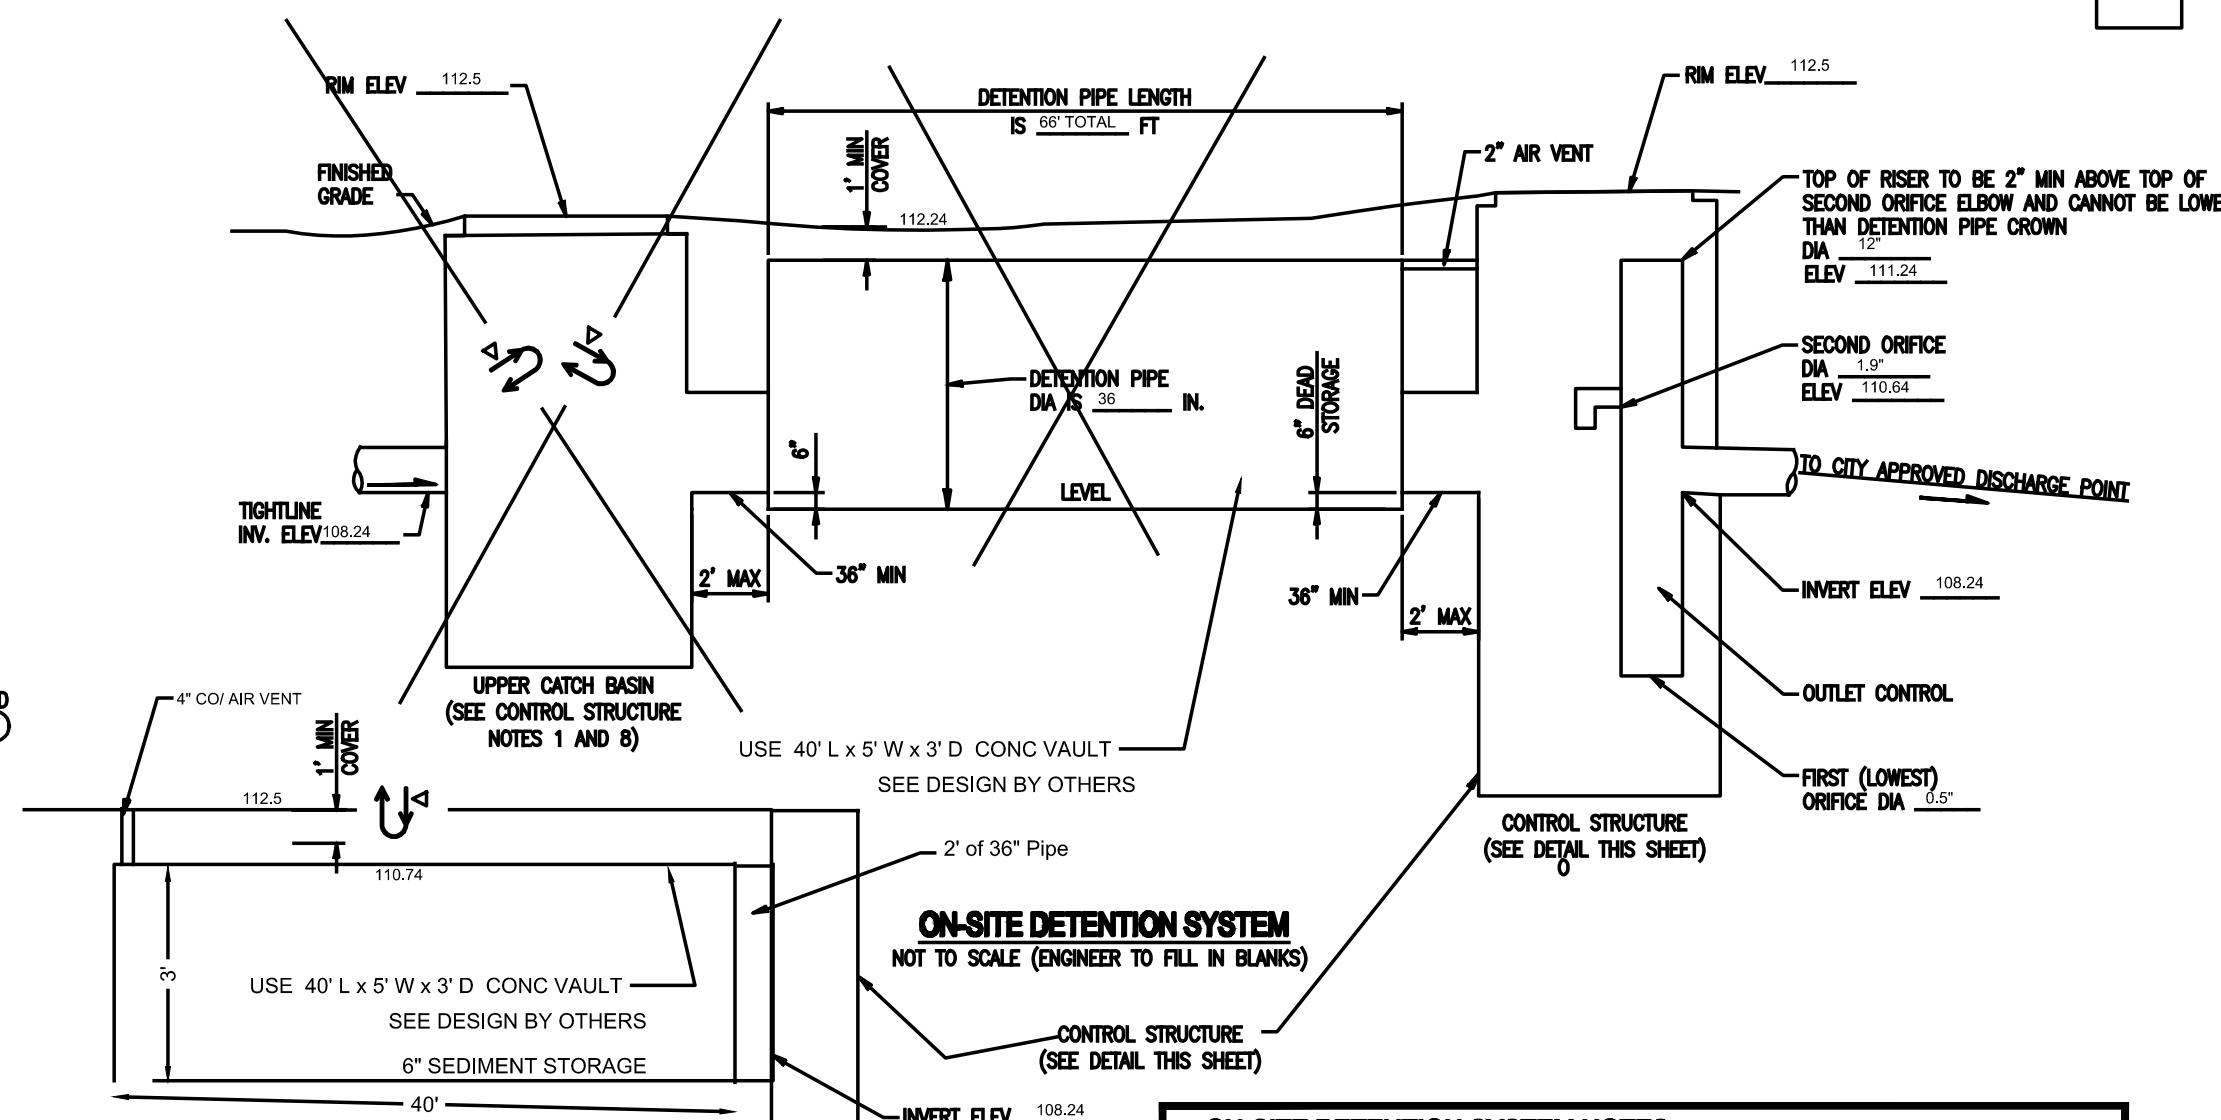 RIM ELEV 112.5
FINISHED
GRADE
DETENTION PIPE LENGTH
IS 66' TOTAL FT
1' MIN
COVER
112.24
2" AIR VENT
RIM ELEV 112.5
TOP OF RISER TO BE 2" MIN ABOVE TOP OF
SECOND ORIFICE ELBOW AND CANNOT BE LOWE
THAN DETENTION PIPE CROWN
DIA 12"
ELEV 111.24
SECOND ORIFICE
DIA 1.9"
ELEV 110.64
DETENTION PIPE
DIA IS 36 IN.
6" DEAD
STORAGE
6"
LEVEL
TO CITY APPROVED DISCHARGE POINT
TIGHTLINE
INV. ELEV 108.24
2' MAX
36" MIN
36" MIN
2' MAX
INVERT ELEV 108.24
OUTLET CONTROL
FIRST (LOWEST)
ORIFICE DIA 0.5"
UPPER CATCH BASIN
(SEE CONTROL STRUCTURE
NOTES 1 AND 8)
USE 40' L x 5' W x 3' D CONC VAULT
SEE DESIGN BY OTHERS
CONTROL STRUCTURE
(SEE DETAIL THIS SHEET)
0
D
4" CO/ AIR VENT
1' MIN
COVER
112.5
110.74
2' of 36" Pipe
3'
USE 40' L x 5' W x 3' D CONC VAULT
SEE DESIGN BY OTHERS
6" SEDIMENT STORAGE
40'
ON-SITE DETENTION SYSTEM
NOT TO SCALE (ENGINEER TO FILL IN BLANKS)
CONTROL STRUCTURE
(SEE DETAIL THIS SHEET)
INVERT ELEV 108.24
ON-SITE DETENTION SYSTEM NOTES